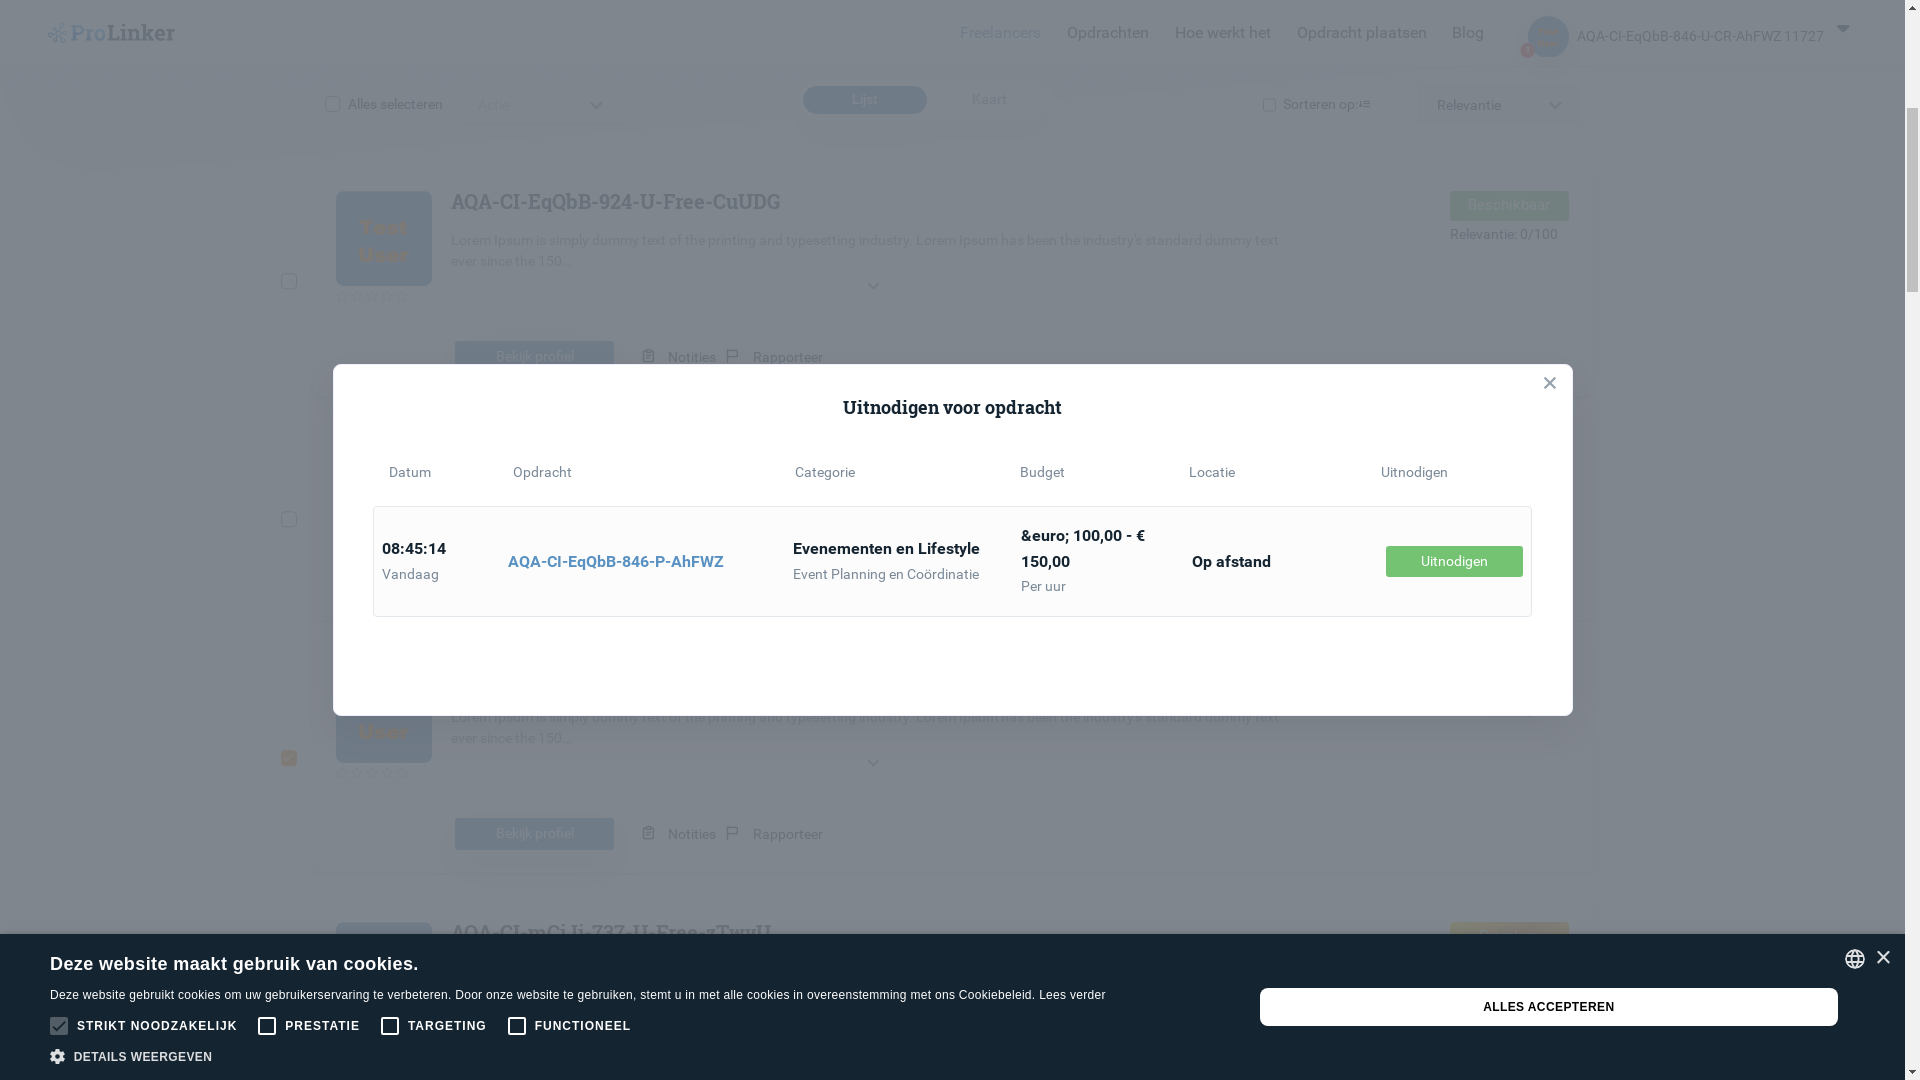 ProLinker
Freelancers Opdrachten Hoe werkt het Opdracht plaatsen Blog AQA-CI-EqQbB-846-U-CR-AhFWZ 11727
Alles selecteren Actie Lijst Kaart Sorteren op Relevantie
AQA-CI-EqQbB-924-U-Free-CuUDG
Beschikbaar
Relevantie: 0/100
Test
User
Lorem Ipsum is simply dummy text of the printing and typesetting industry. Lorem Ipsum has been the industry's standard dummy text
ever since the 150...
Bekijk profiel Notities Rapporteer
Uitnodigen voor opdracht
Datum Opdracht Categorie Budget Locatie Uitnodigen
08:45:14
Vandaag
AQA-CI-EqQbB-846-P-AhFWZ
Evenementen en Lifestyle
Event Planning en Coördinatie
&euro; 100,00 - €
150,00
Per uur
Op afstand
Uitnodigen
User
Lorem Ipsum is simply dummy text of the printing and typesetting industry. Lorem Ipsum has been the industry's standard dummy text
ever since the 150...
Bekijk profiel Notities Rapporteer
Deze website maakt gebruik van cookies.
Deze website gebruikt cookies om uw gebruikerservaring te verbeteren. Door onze website te gebruiken, stemt u in met alle cookies in overeenstemming met ons Cookiebeleid. Lees verder
STRIKT NOODZAKELIJK PRESTATIE TARGETING FUNCTIONEEL
DETAILS WEERGEVEN
ALLES ACCEPTEREN